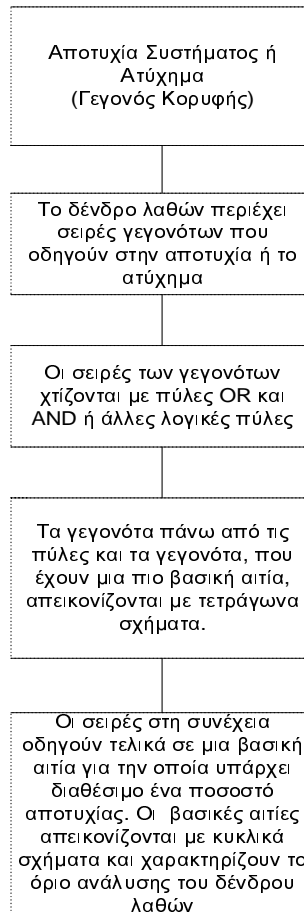 Αποτυχία Συστήματος ή
Ατύχημα
(Γεγονός Κορυφής)
Το δένδρο λαθών περιέχει
σειρές γεγονότων που
οδηγούν στην αποτυχία ή το
ατύχημα
Οι σειρές των γεγονότων
χτίζονται με πύλες OR και
AND ή άλλες λογικές πύλες
Τα γεγονότα πάνω από τις
πύλες και τα γεγονότα, που
έχουν μια πιο βασική αιτία,
απεικονίζονται με τετράγωνα
σχήματα.
Οι σειρές στη συνέχεια
οδηγούν τελικά σε μια βασική
αιτία για την οποία υπάρχει
διαθέσιμο ένα ποσοστό
αποτυχίας. Οι βασικές αιτίες
απεικονίζονται με κυκλικά
σχήματα και χαρακτηρίζουν το
όριο ανάλυσης του δένδρου
λαθών